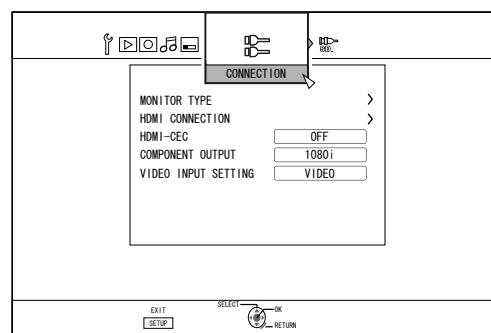 CONNECTION
MONITOR TYPE
HDMI CONNECTION
HDMI-CEC OFF
COMPONENT OUTPUT 1080i
VIDEO INPUT SETTING VIDEO
EXIT
SETUP
SELECT
OK
RETURN